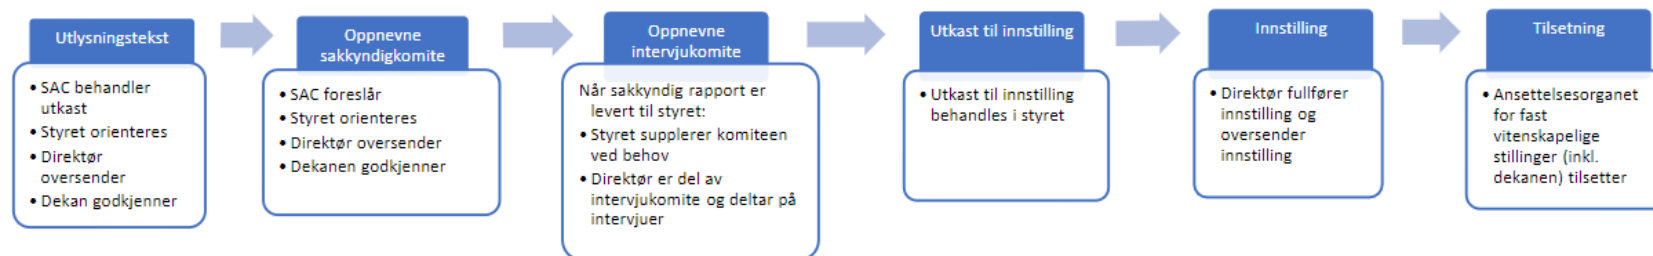 Utlysningstekst
• SAC behandler
utkast
• Styret orienteres
• Direktør
oversender
• Dekan godkjenner
Oppnevne
sakkyndigkomite
• SAC foreslår
• Styret orienteres
• Direktør oversender
• Dekanen godkjenner
Oppnevne
intervjukomite
Når sakkyndig rapport er
levert til styret:
• Styret supplerer komiteen
ved behov
• Direktør er del av
intervjukomite og deltar på
intervjuer
Utkast til innstilling
• Utkast til innstilling
behandles i styret
Innstilling
• Direktør fullfører
innstilling og
oversender
innstilling
Tilsetning
• Ansettelsesorganet
for fast
vitenskapelige
stillinger (inkl.
dekanen) tilsetter